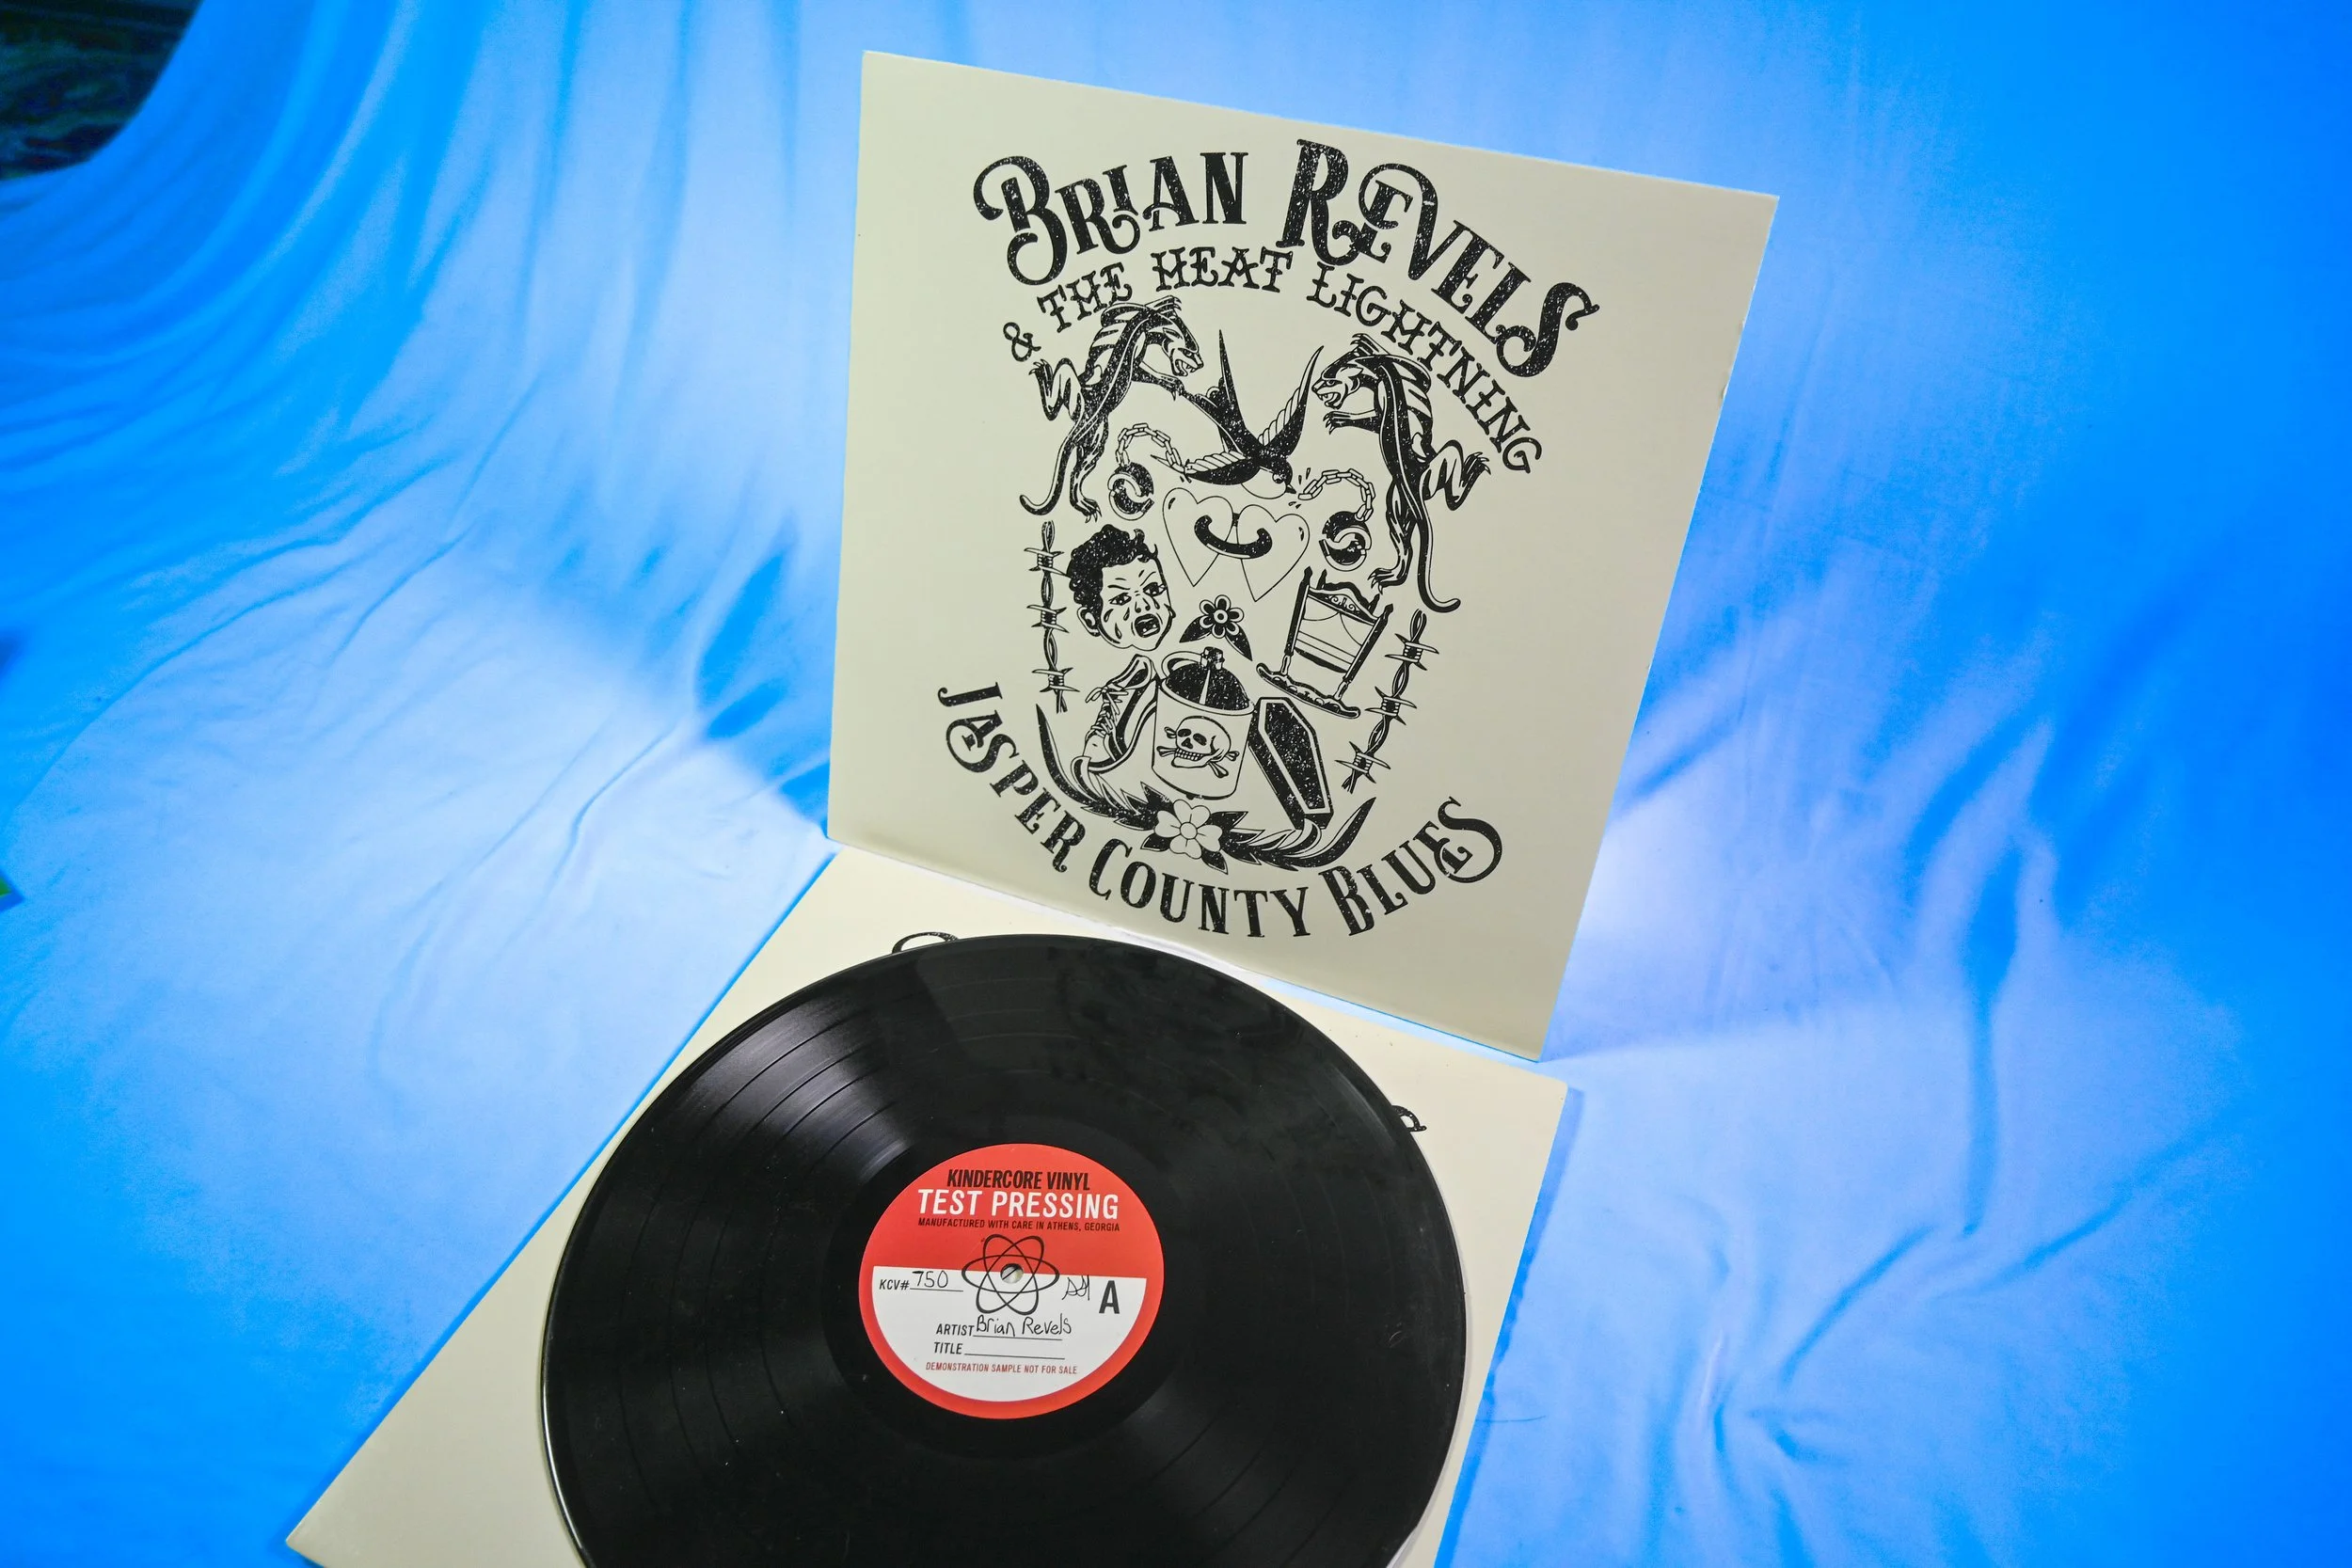 BRIAN REVELS
& THE HEAT LIGHTNING
JASPER COUNTY BLUES
KINDERCORE VINYL
TEST PRESSING
MANUFACTURED WITH CARE IN ATHENS, GEORGIA
KCV# 750
A
ARTIST Brian Revels
TITLE
DEMONSTRATION SAMPLE NOT FOR SALE